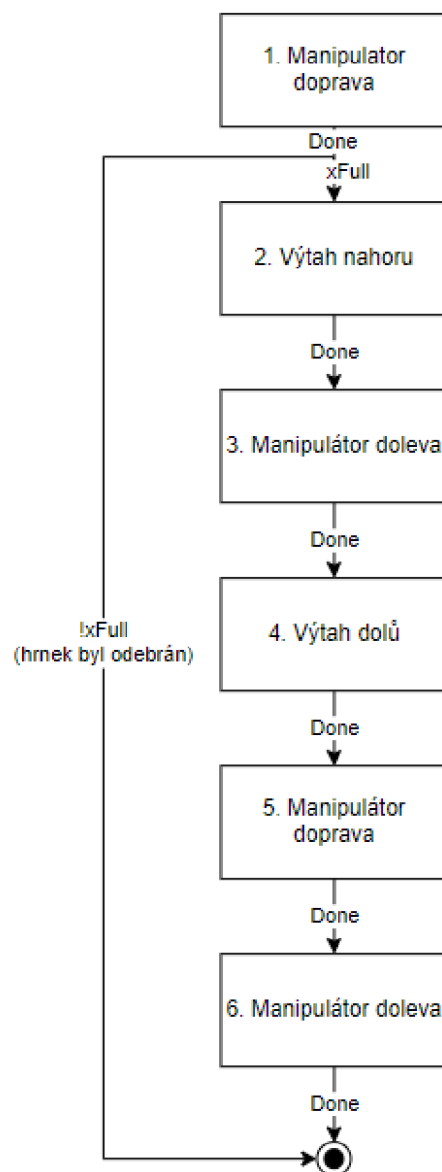 1. Manipulator
doprava
Done
xFull
2. Výtah nahoru
Done
3. Manipulátor doleva
Done
!xFull
(hrnek byl odebrán)
4. Výtah dolů
Done
5. Manipulátor
doprava
Done
6. Manipulátor doleva
Done